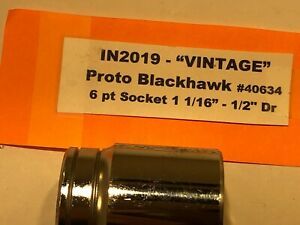 IN2019 - “VINTAGE”
Proto Blackhawk #40634
6 pt Socket 1 1/16” - 1/2" Dr